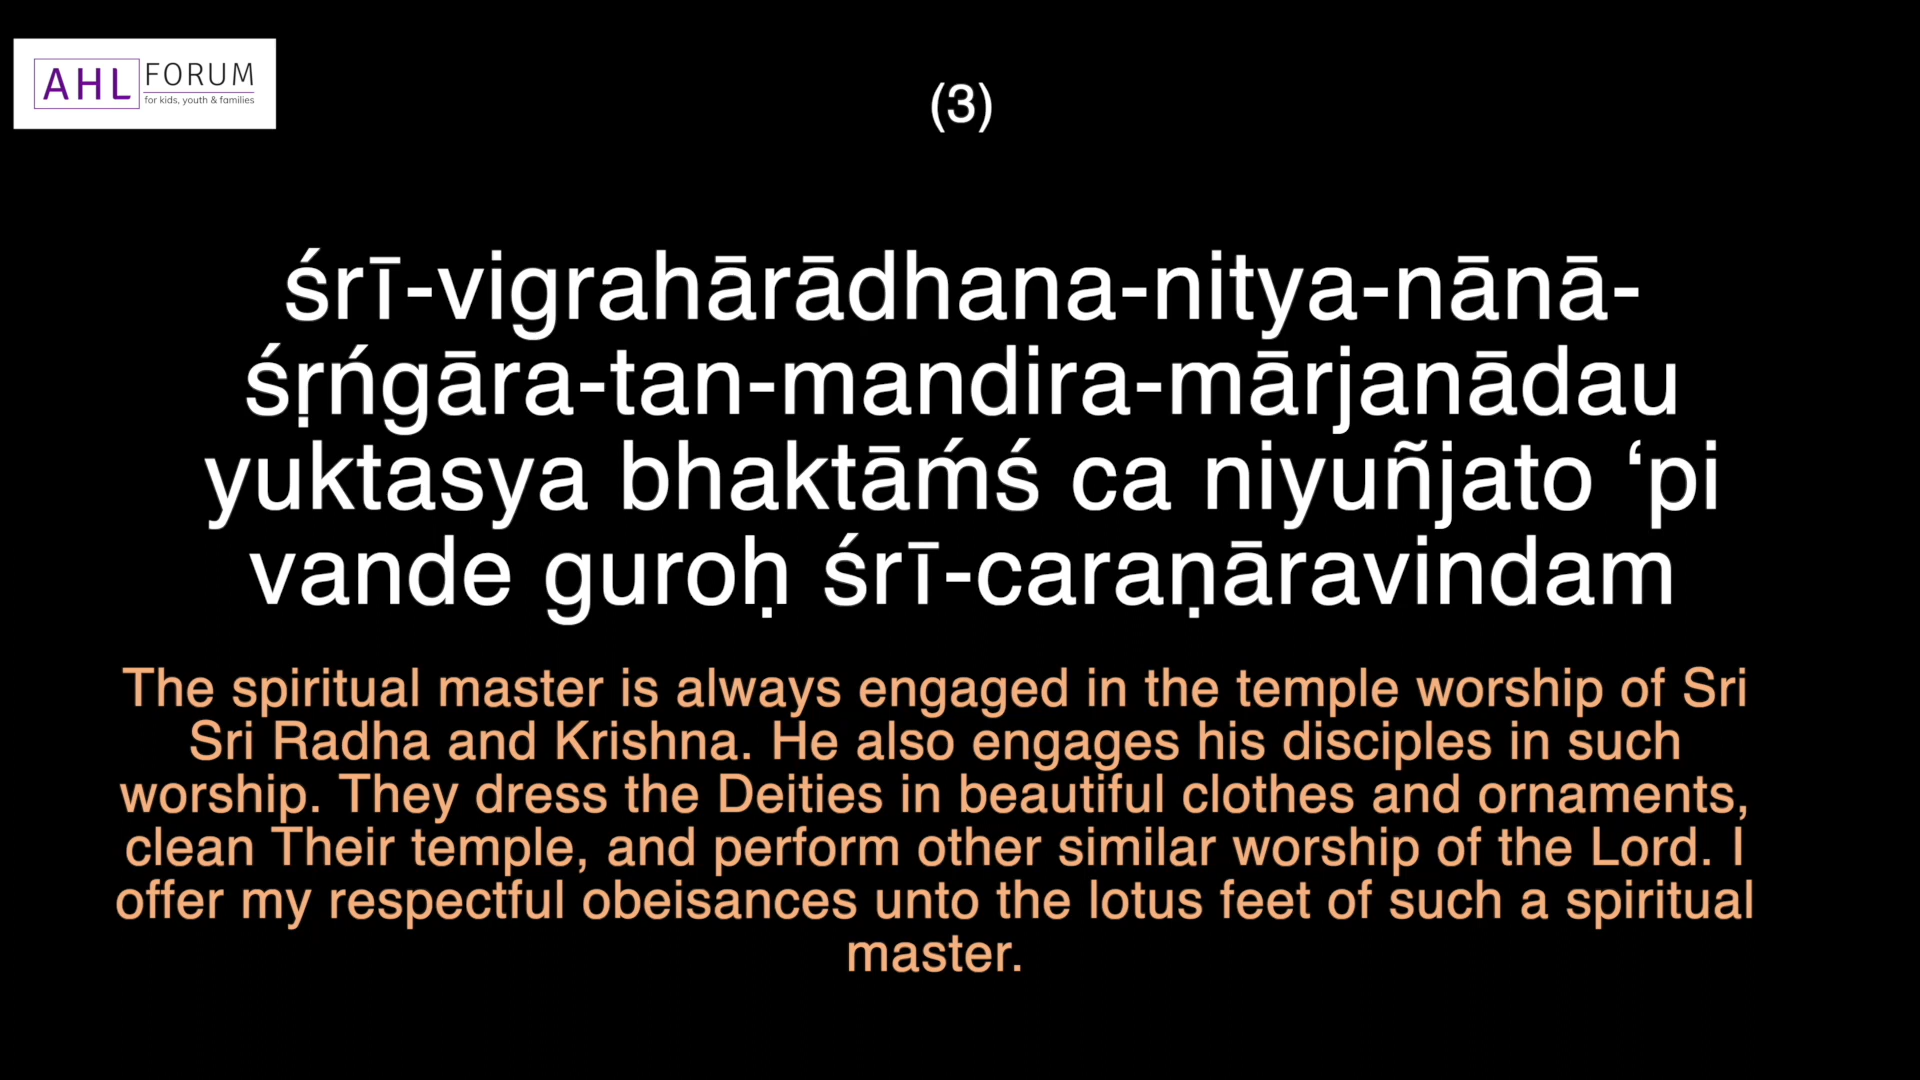 AHL FORUM
for kids, youth & families
(3)
śrī-vigrahārādhana-nitya-nānā-
śṛńgāra-tan-mandira-mārjanādau
yuktasya bhaktāḿś ca niyuñjato ‘pi
vande guroḥ śrī-caraṇāravindam
The spiritual master is always engaged in the temple worship of Sri
Sri Radha and Krishna. He also engages his disciples in such
worship. They dress the Deities in beautiful clothes and ornaments,
clean Their temple, and perform other similar worship of the Lord. I
offer my respectful obeisances unto the lotus feet of such a spiritual
master.